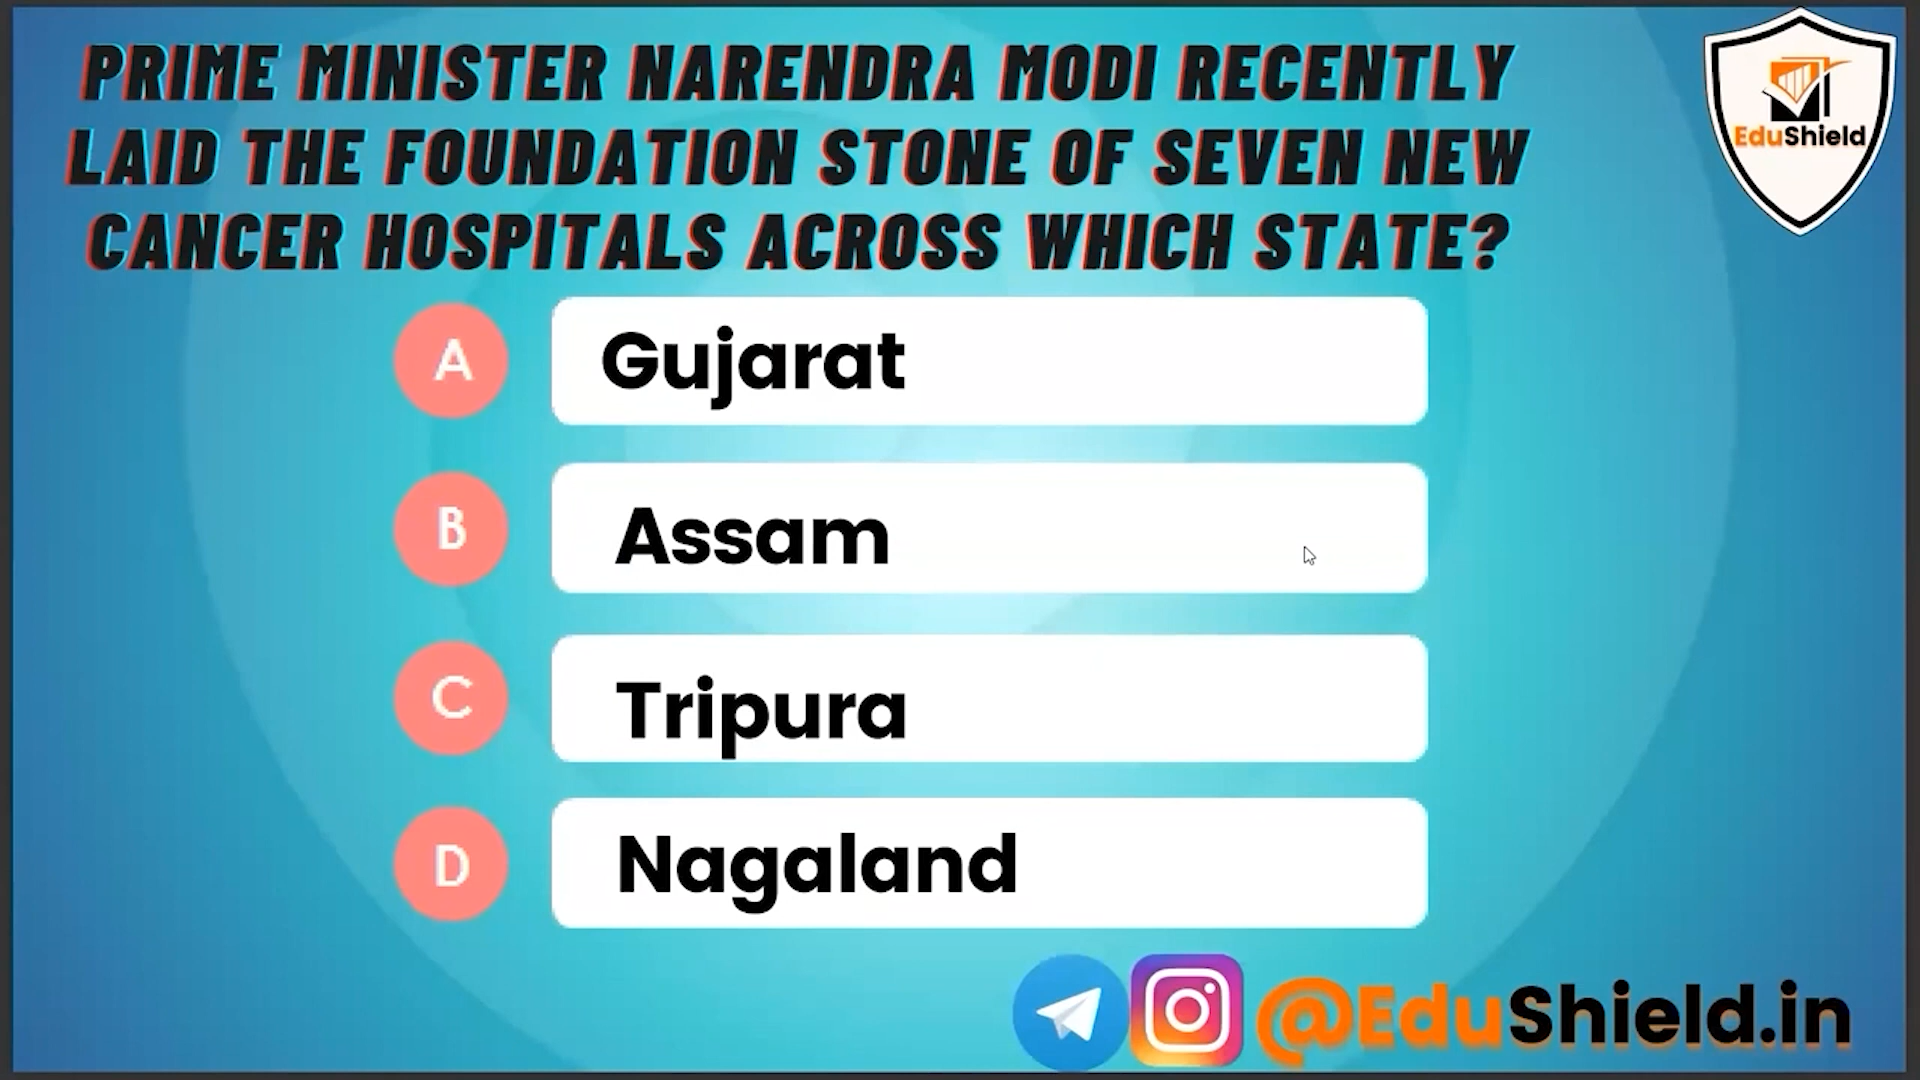 PRIME MINISTER NARENDRA MODI RECENTLY
LAID THE FOUNDATION STONE OF SEVEN NEW
CANCER HOSPITALS ACROSS WHICH STATE?
EduShield
A
Gujarat
B
Assam
C
Tripura
D
Nagaland
@EduShield.in